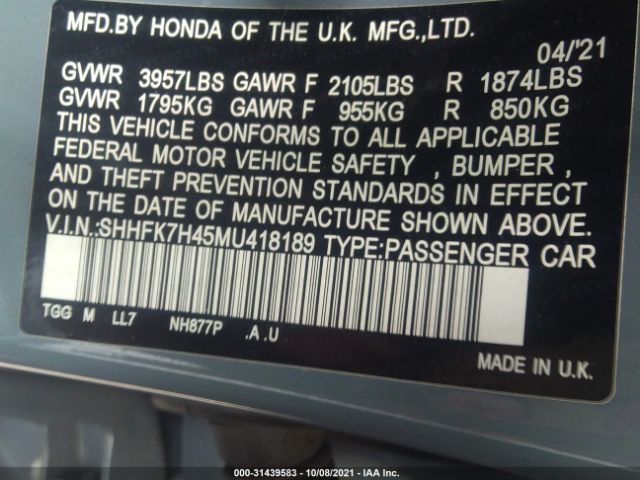 MFD.BY HONDA OF THE U.K. MFG.,LTD.
04/'21
GVWR 3957LBS GAWR F 2105LBS R 1874LBS
GVWR 1795KG GAWR F 955KG R 850KG
THIS VEHICLE CONFORMS TO ALL APPLICABLE
FEDERAL MOTOR VEHICLE SAFETY , BUMPER ,
AND THEFT PREVENTION STANDARDS IN EFFECT
ON THE DATE OF MANUFACTURE SHOWN ABOVE.
V.I.N.:SHHFK7H45MU418189 TYPE:PASSENGER CAR
TGG M LL7 NH877P .A .U
MADE IN U.K.
000-31439583 - 10/08/2021 - IAA Inc.